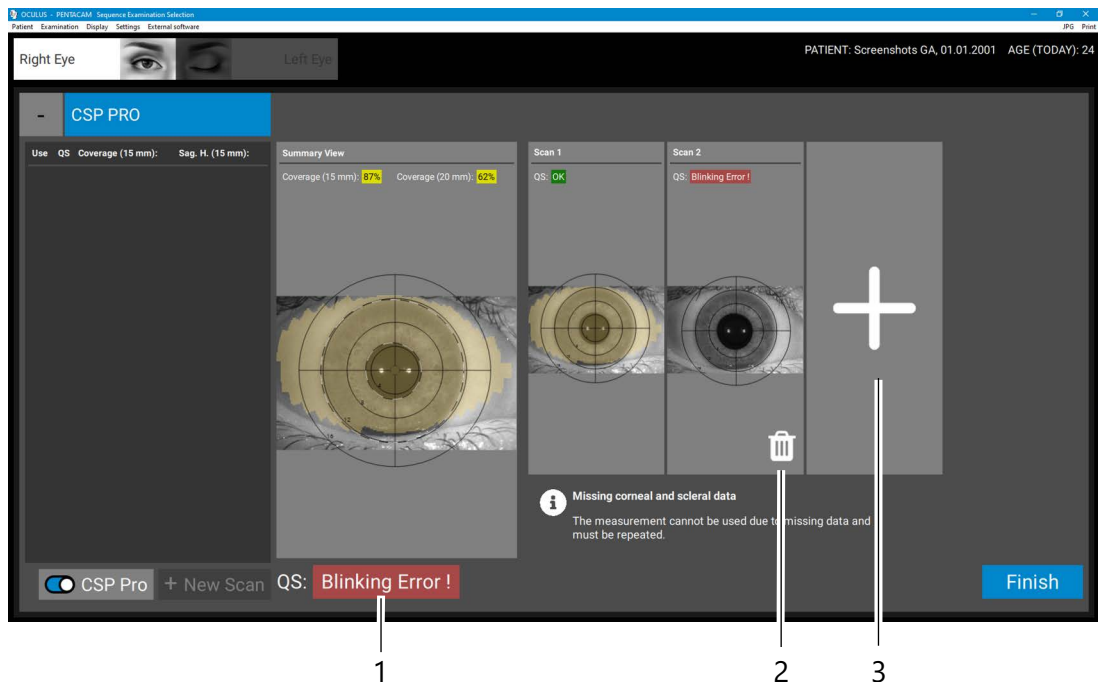 OCULUS - PENTACAM Sequence Examination Selection
Patient Examination Display Settings External software JPG Print
Right Eye Left Eye
PATIENT: Screenshots GA, 01.01.2001 AGE (TODAY): 24
- CSP PRO
Use QS Coverage (15 mm): Sag. H. (15 mm):
Summary View
Coverage (15 mm): 87% Coverage (20 mm): 62%
Scan 1
QS: OK
Scan 2
QS: Blinking Error !
Missing corneal and scleral data
The measurement cannot be used due to missing data and
must be repeated.
CSP Pro
+ New Scan
QS: Blinking Error !
Finish
1 2 3